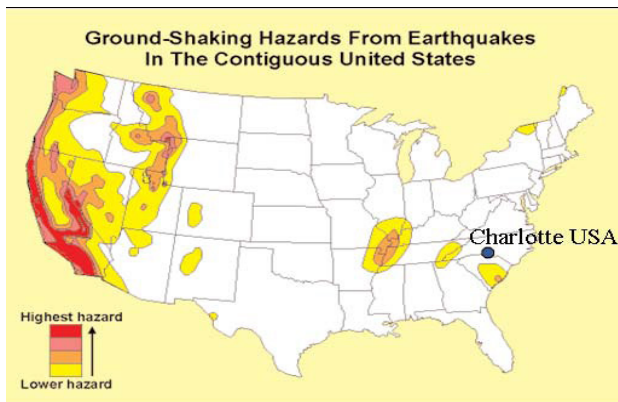 Ground-Shaking Hazards From Earthquakes
In The Contiguous United States
Charlotte USA
Highest hazard
Lower hazard